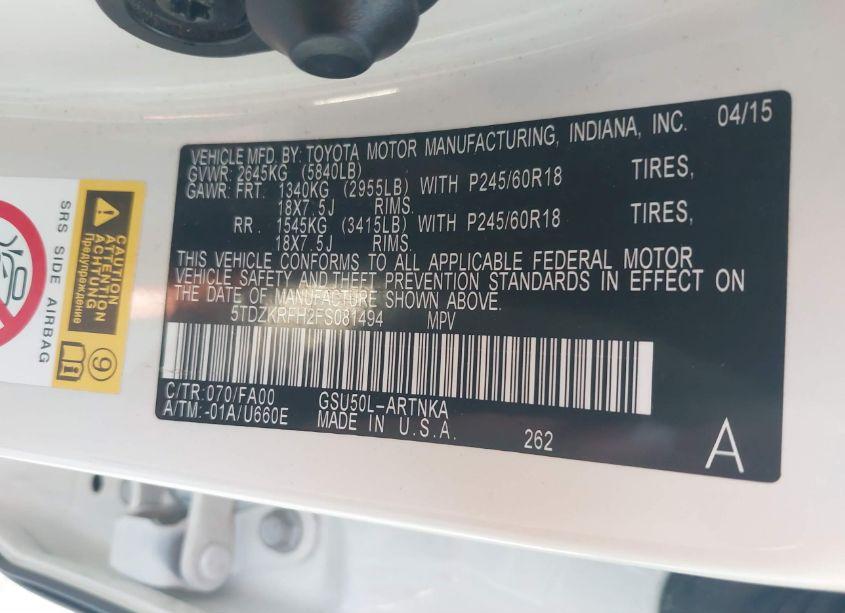 VEHICLE MFD. BY: TOYOTA MOTOR MANUFACTURING, INDIANA, INC. 04/15
GVWR: 2645KG (5840LB)
GAWR: FRT. 1340KG (2955LB) WITH P245/60R18 TIRES,
18X7.5J RIMS.
RR. 1545KG (3415LB) WITH P245/60R18 TIRES,
18X7.5J RIMS.
THIS VEHICLE CONFORMS TO ALL APPLICABLE FEDERAL MOTOR
VEHICLE SAFETY AND THEFT PREVENTION STANDARDS IN EFFECT ON
THE DATE OF MANUFACTURE SHOWN ABOVE.
5TDZKRFH2FS081494 MPV
C/TR:070/FA00 GSU50L-ARTNKA
A/TM:-01A/U660E MADE IN U.S.A. 262 A
SRS SIDE AIRBAG
CAUTION
ATTENTION
ACHTUNG
Предупреждение
9